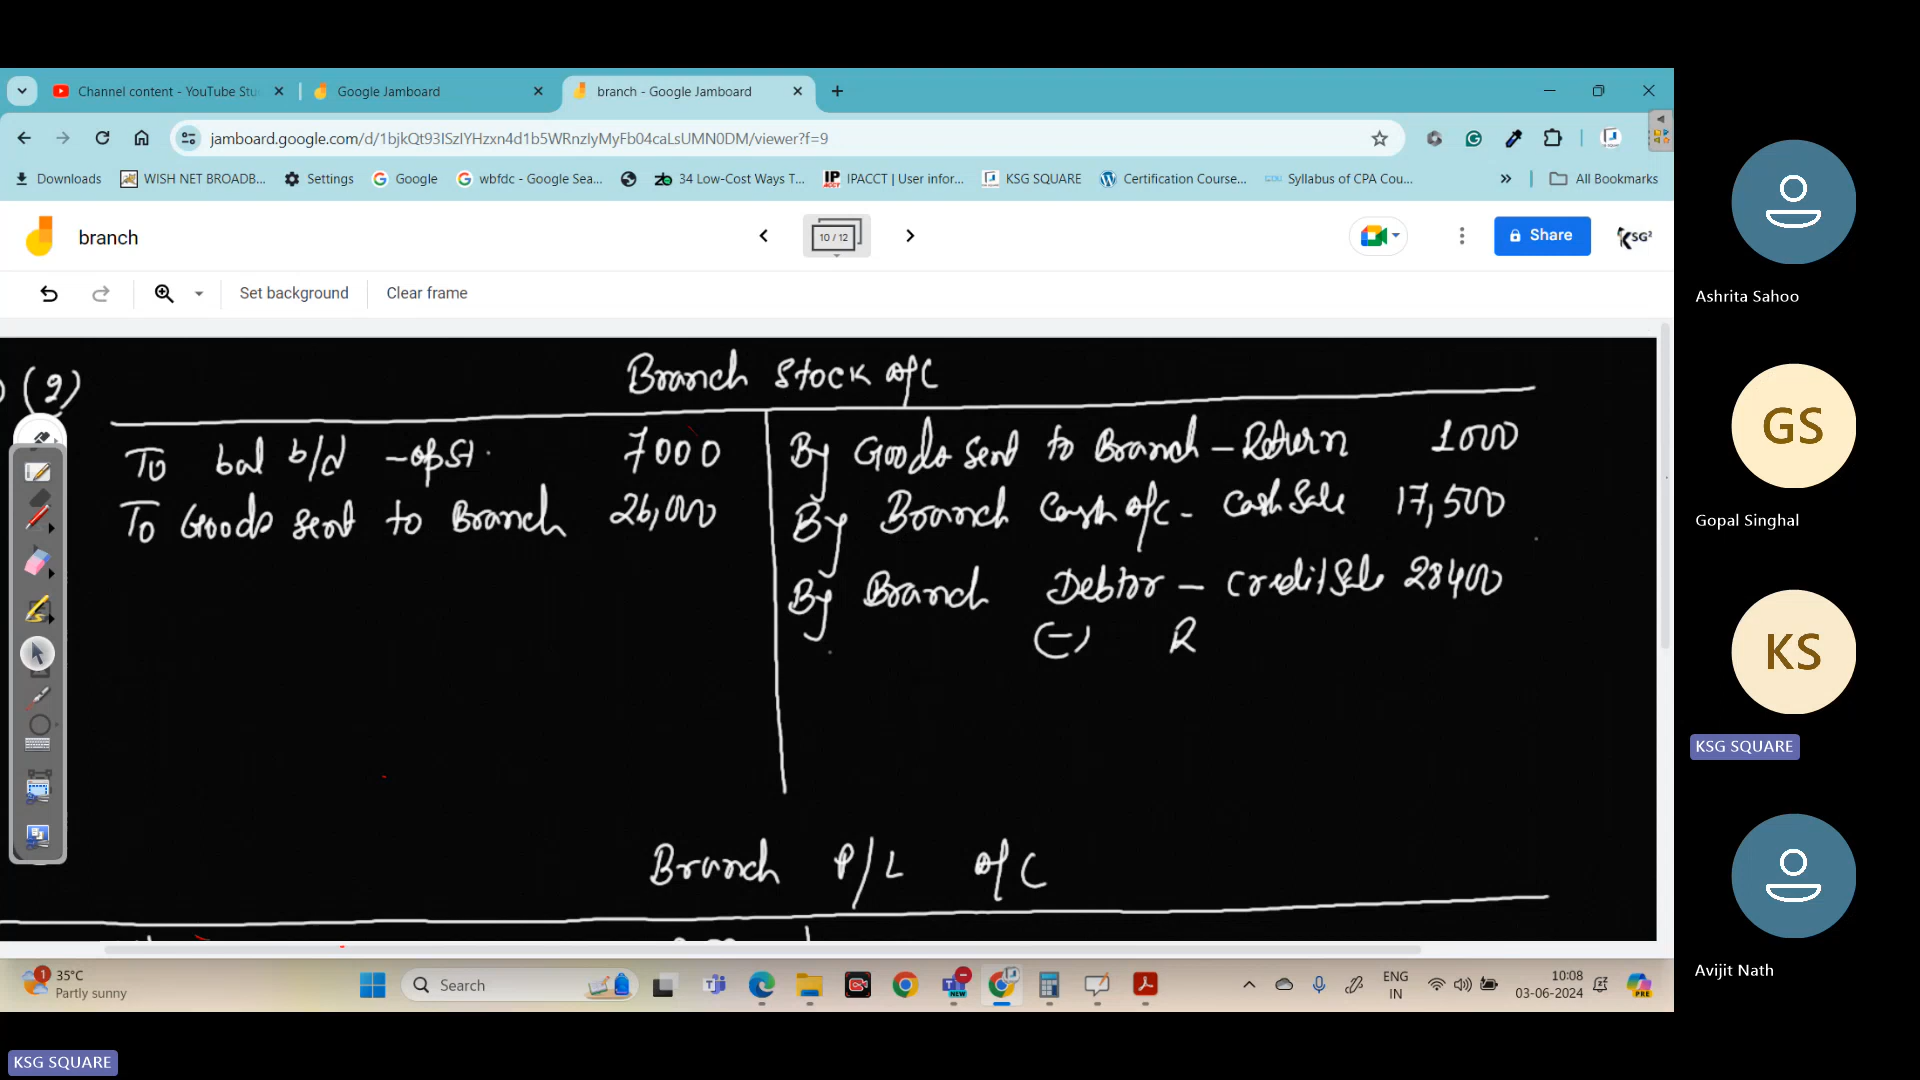 Channel content - YouTube Stu
Google Jamboard
branch - Google Jamboard
jamboard.google.com/d/1bjkQt93ISzIYHzxn4d1b5WRnzIyMyFb04caLsUMN0DM/viewer?f=9
Downloads
WISH NET BROADB...
Settings
Google
wbfdc - Google Sea...
34 Low-Cost Ways T...
IPACCT | User infor...
KSG SQUARE
Certification Course...
Syllabus of CPA Cou...
All Bookmarks
branch
10 / 12
Share
KSG²
Set background
Clear frame
(2)
Branch Stock A/C
To bal b/d - op St. 7000
To Goods Sent to Branch 26,000
By Goods Sent to Branch - Return 1000
By Branch Cash A/C - Cash Sale 17,500
By Branch Debtor - Credit Sale 28400
(-) R
Branch P/L A/C
35°C
Partly sunny
Search
ENG
IN
10:08
03-06-2024
Ashrita Sahoo
GS
Gopal Singhal
KS
KSG SQUARE
Avijit Nath
KSG SQUARE